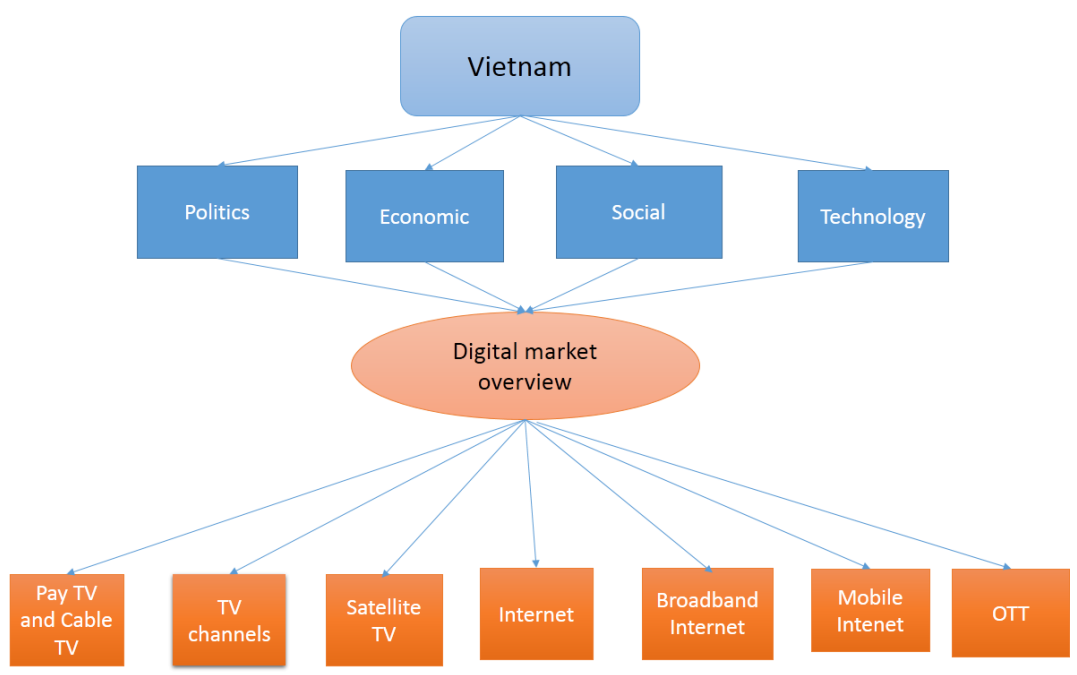 Vietnam
Politics
Economic
Social
Technology
Digital market
overview
Pay TV
and Cable
TV
TV
channels
Satellite
TV
Internet
Broadband
Internet
Mobile
Intenet
OTT